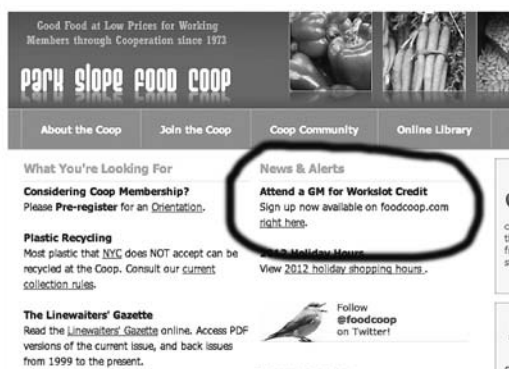 Good Food at Low Prices for Working
Members through Cooperation since 1973
PARK SLOPE FOOD COOP
About the Coop
Join the Coop
Coop Community
Online Library
What You're Looking For
Considering Coop Membership?
Please Pre-register for an Orientation.
Plastic Recycling
Most plastic that NYC does NOT accept can be
recycled at the Coop. Consult our current
collection rules.
The Linewaiters' Gazette
Read the Linewaiters' Gazette online. Access PDF
versions of the current issue, and back issues
from 1999 to the present.
News & Alerts
Attend a GM for Workslot Credit
Sign up now available on foodcoop.com
right here.
2012 Holiday Hours
View 2012 holiday shopping hours.
Follow
@foodcoop
on Twitter!